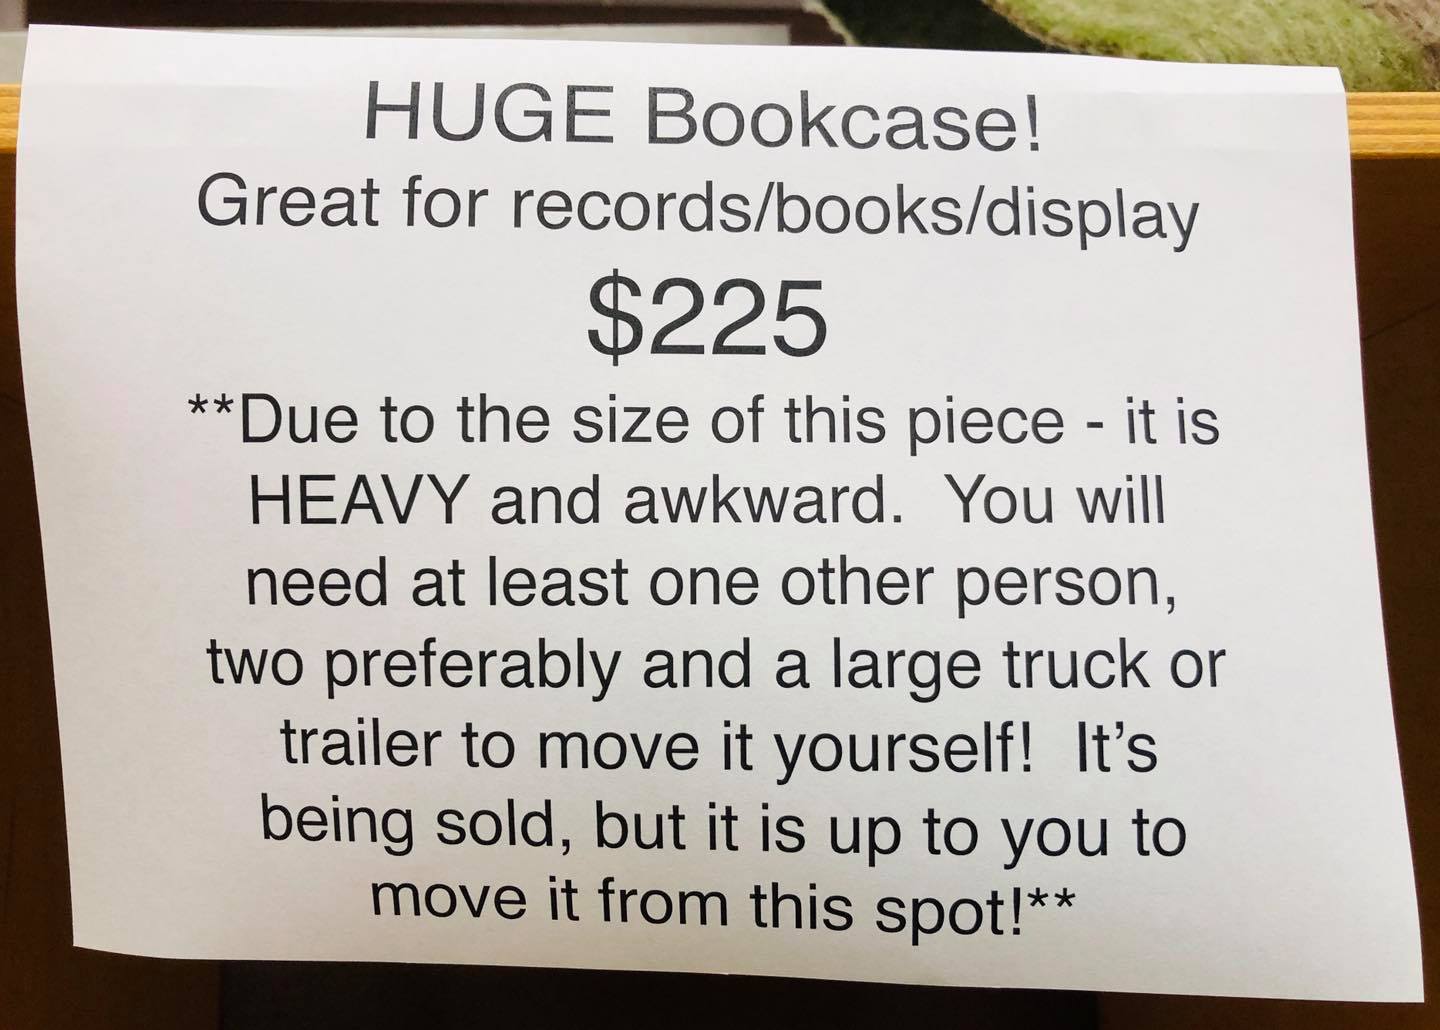 HUGE Bookcase!
Great for records/books/display
$225
**Due to the size of this piece - it is
HEAVY and awkward.  You will
need at least one other person,
two preferably and a large truck or
trailer to move it yourself!  It’s
being sold, but it is up to you to
move it from this spot!**